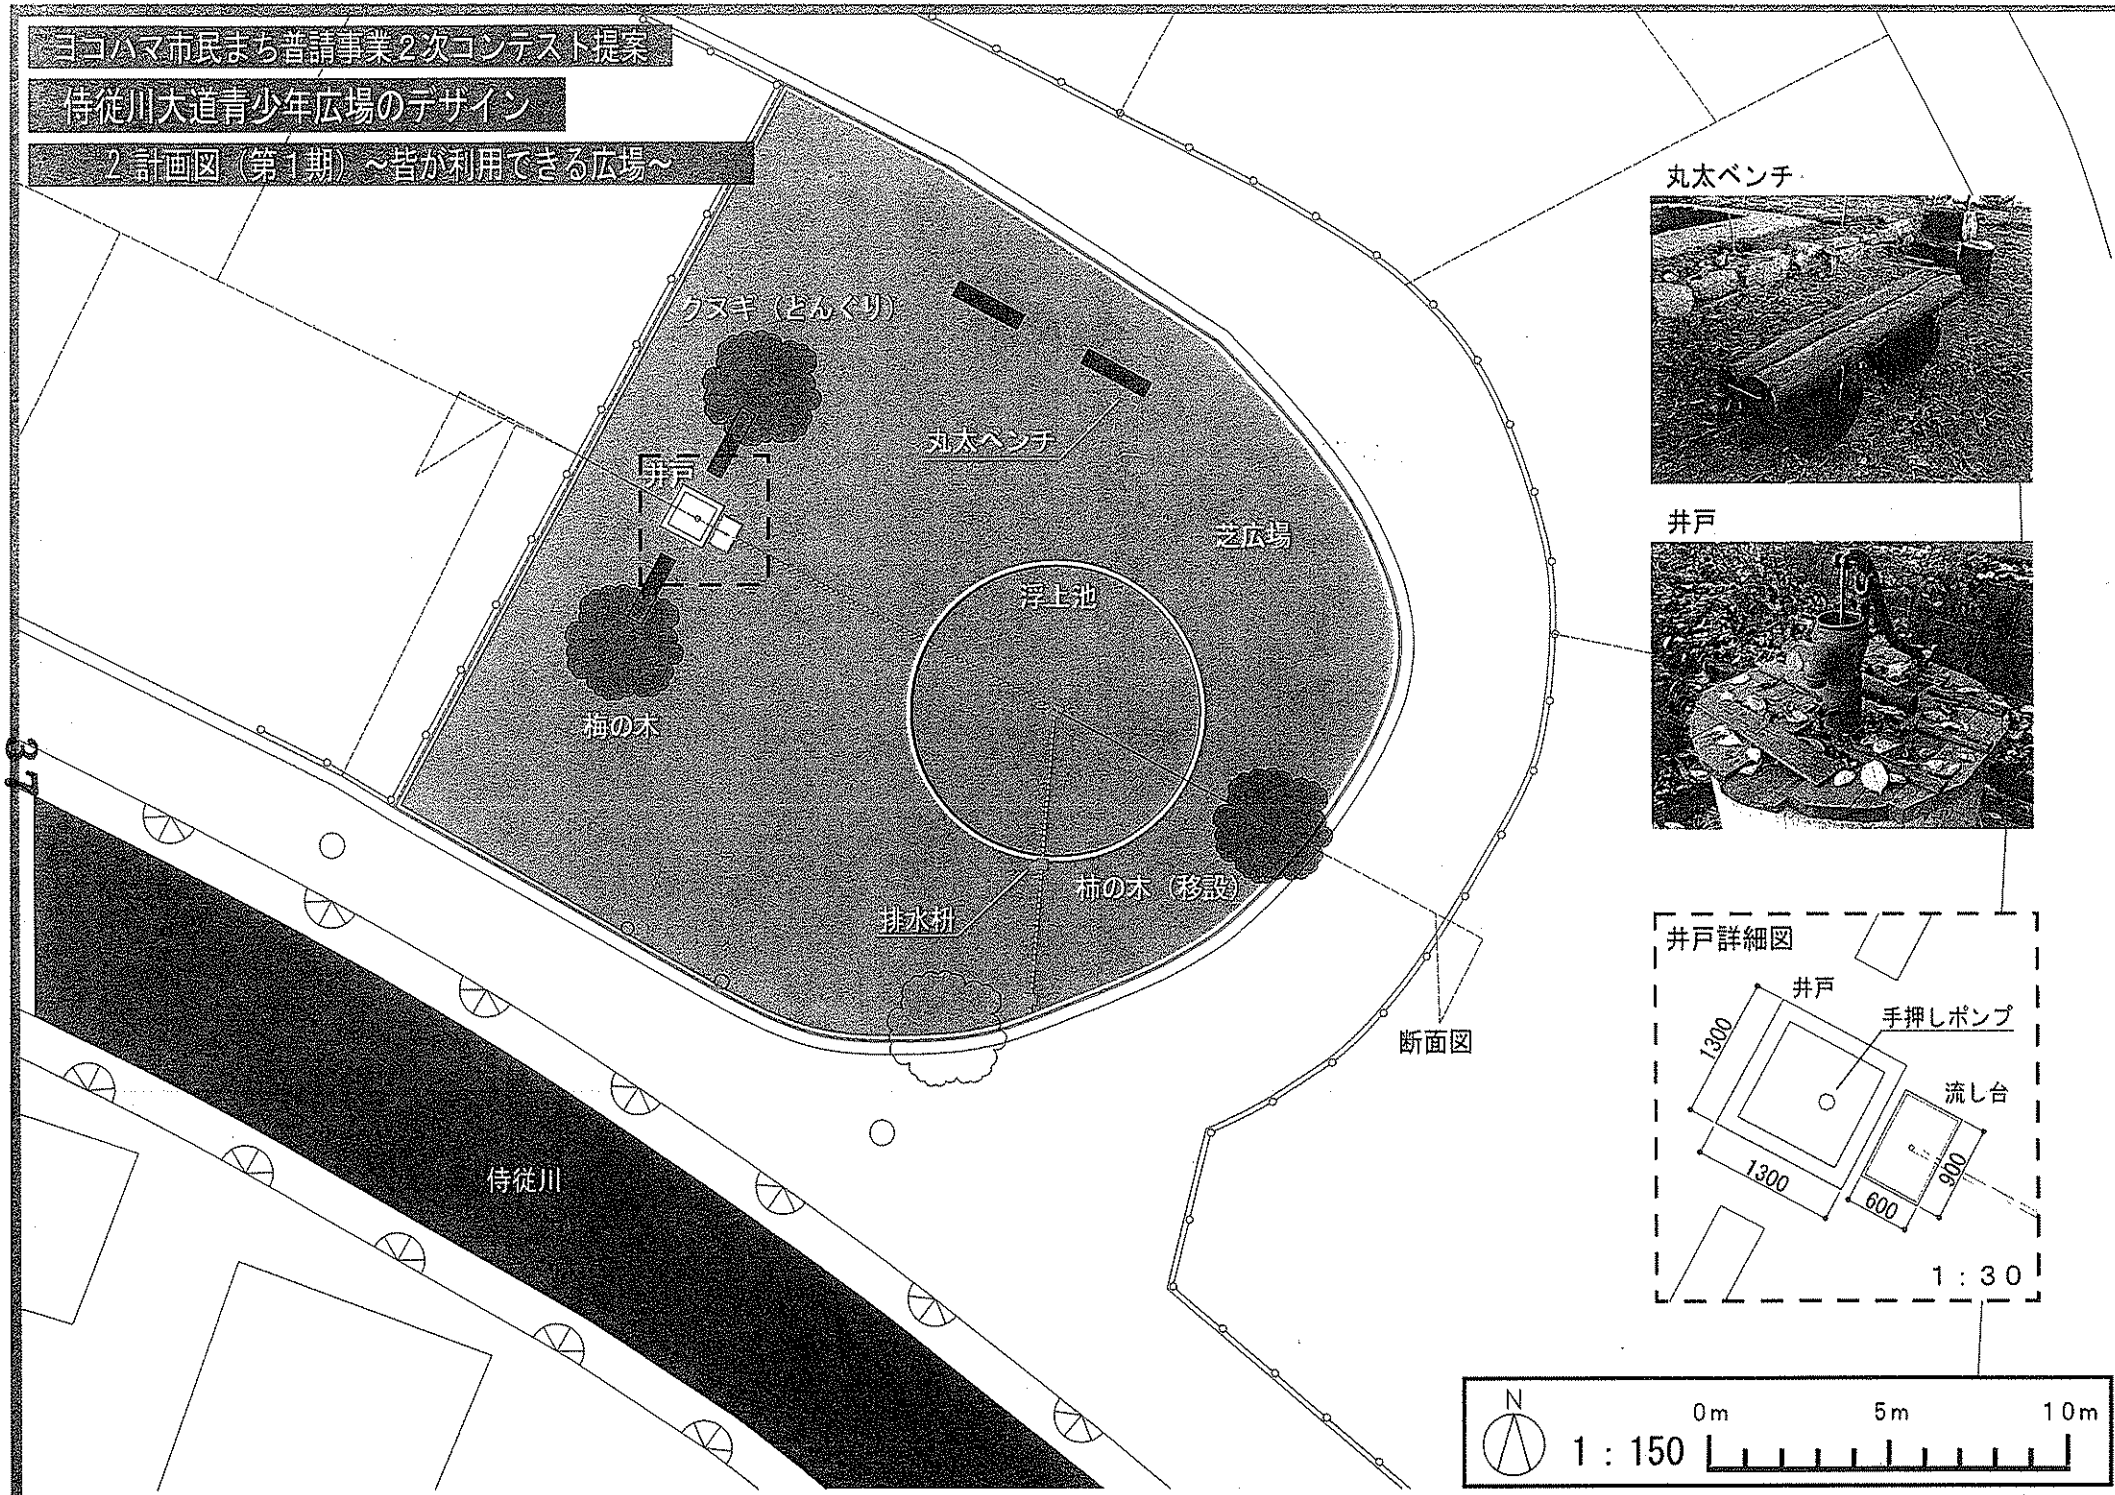 ヨコハマ市民まち普請事業2次コンテスト提案
侍従川大道青少年広場のデザイン
2 計画図（第1期）～皆が利用できる広場～
クヌギ（どんぐり）
丸太ベンチ
井戸
芝広場
浮上池
梅の木
柿の木（移設）
排水枡
断面図
侍従川
37
丸太ベンチ
井戸
井戸詳細図
井戸
手押しポンプ
流し台
1300
1300
600
900
1：30
N
1：150
0m 5m 10m